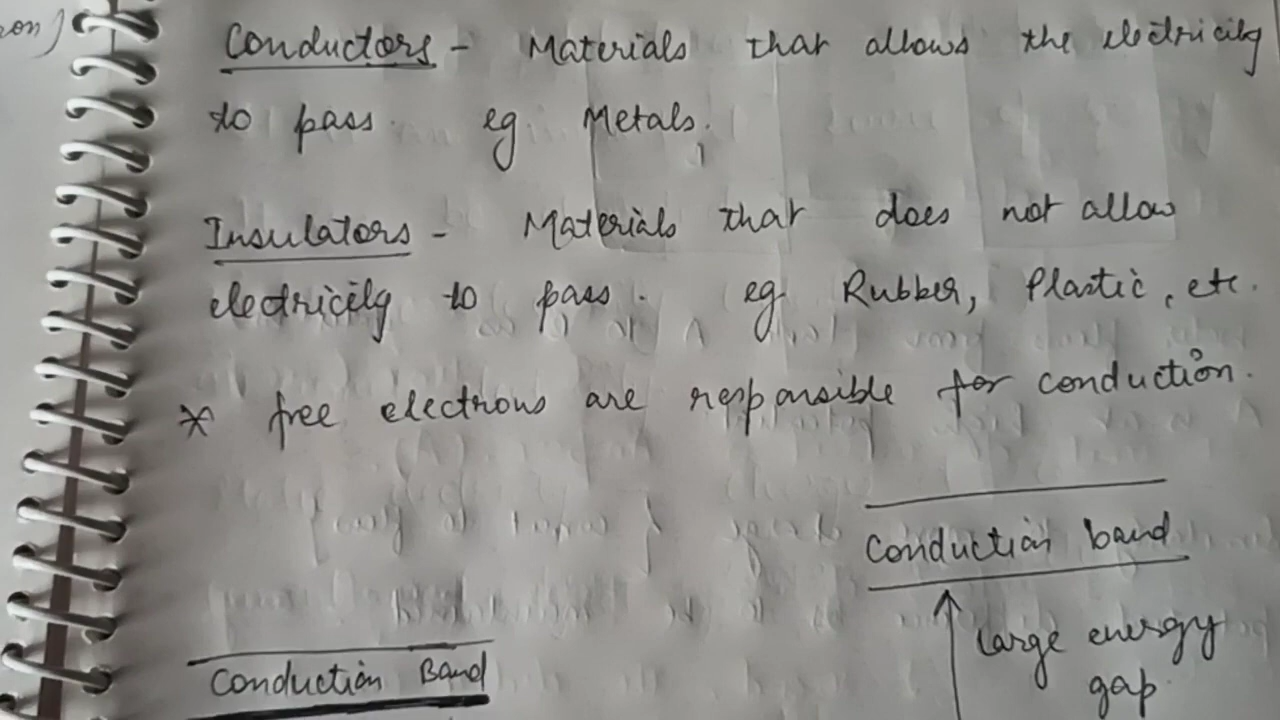 Conductors - Materials that allows the electricity
to pass. eg Metals.
Insulators - Materials that does not allow
electricity to pass. eg. Rubber, Plastic, etc.
* free electrons are responsible for conduction.
Conduction band
large energy
gap
Conduction Band